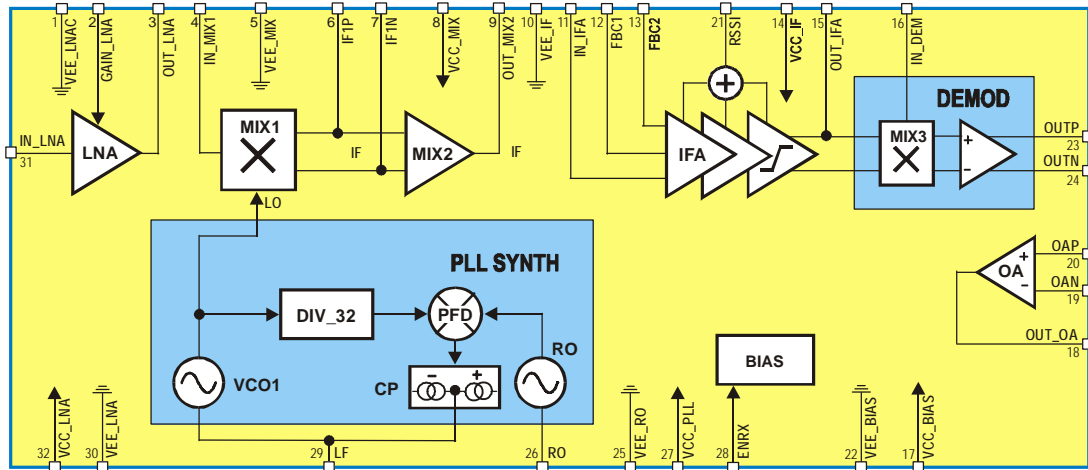 1 VEE_LNAC
2 GAIN_LNA
3 OUT_LNA
4 IN_MIX1
5 VEE_MIX
6 IF1P
7 IF1N
8 VCC_MIX
9 OUT_MIX2
10 VEE_IF
11 IN_IFA
12 FBC1
13 FBC2
21 RSSI
14 VCC_IF
15 OUT_IFA
16 IN_DEM
IN_LNA
31
LNA
MIX1
IF
MIX2
IF
LO
IFA
+
DEMOD
MIX3
+
−
OUTP
23
OUTN
24
PLL SYNTH
DIV_32
PFD
RO
VCO1
CP
− +
BIAS
OA
+
−
OAP
20
OAN
19
OUT_OA
18
32 VCC_LNA
30 VEE_LNA
29 LF
26 RO
25 VEE_RO
27 VCC_PLL
28 ENRX
22 VEE_BIAS
17 VCC_BIAS